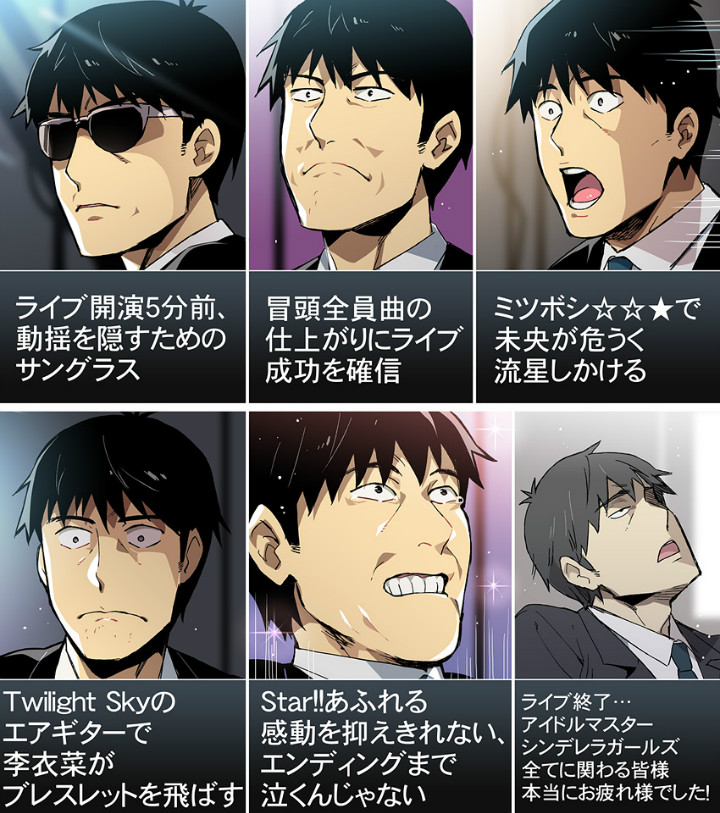 ライブ開演5分前、
動揺を隠すための
サングラス
冒頭全員曲の
仕上がりにライブ
成功を確信
ミツボシ☆☆★で
未央が危うく
流星しかける
Twilight Skyの
エアギターで
李衣菜が
ブレスレットを飛ばす
Star!!あふれる
感動を抑えきれない、
エンディングまで
泣くんじゃない
ライブ終了…
アイドルマスター
シンデレラガールズ
全てに関わる皆様
本当にお疲れ様でした!